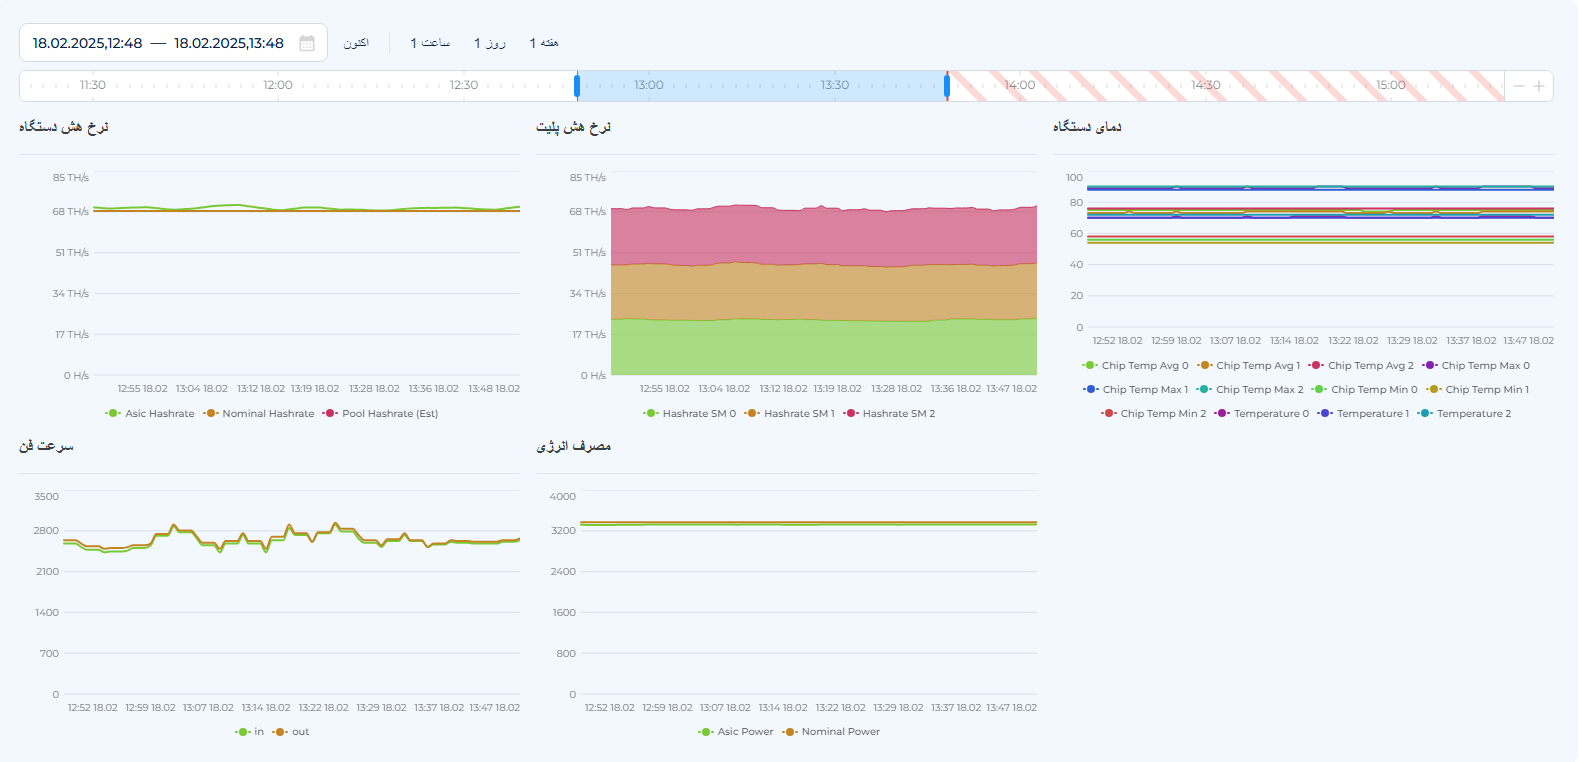 18.02.2025,12:48 — 18.02.2025,13:48 اکنون 1 ساعت 1 روز 1 هفته
11:30 12:00 12:30 13:00 13:30 14:00 14:30 15:00
نرخ هش دستگاه
85 TH/s
68 TH/s
51 TH/s
34 TH/s
17 TH/s
0 H/s
12:55 18.02 13:04 18.02 13:12 18.02 13:19 18.02 13:28 18.02 13:36 18.02 13:48 18.02
Asic Hashrate Nominal Hashrate Pool Hashrate (Est)
نرخ هش پلیت
85 TH/s
68 TH/s
51 TH/s
34 TH/s
17 TH/s
0 H/s
12:55 18.02 13:04 18.02 13:12 18.02 13:19 18.02 13:28 18.02 13:36 18.02 13:47 18.02
Hashrate SM 0 Hashrate SM 1 Hashrate SM 2
دمای دستگاه
100
80
60
40
20
0
12:52 18.02 12:59 18.02 13:07 18.02 13:14 18.02 13:22 18.02 13:29 18.02 13:37 18.02 13:47 18.02
Chip Temp Avg 0 Chip Temp Avg 1 Chip Temp Avg 2 Chip Temp Max 0
Chip Temp Max 1 Chip Temp Max 2 Chip Temp Min 0 Chip Temp Min 1
Chip Temp Min 2 Temperature 0 Temperature 1 Temperature 2
سرعت فن
3500
2800
2100
1400
700
0
12:52 18.02 12:59 18.02 13:07 18.02 13:14 18.02 13:22 18.02 13:29 18.02 13:37 18.02 13:47 18.02
in out
مصرف انرژی
4000
3200
2400
1600
800
0
12:52 18.02 12:59 18.02 13:07 18.02 13:14 18.02 13:22 18.02 13:29 18.02 13:37 18.02 13:47 18.02
Asic Power Nominal Power